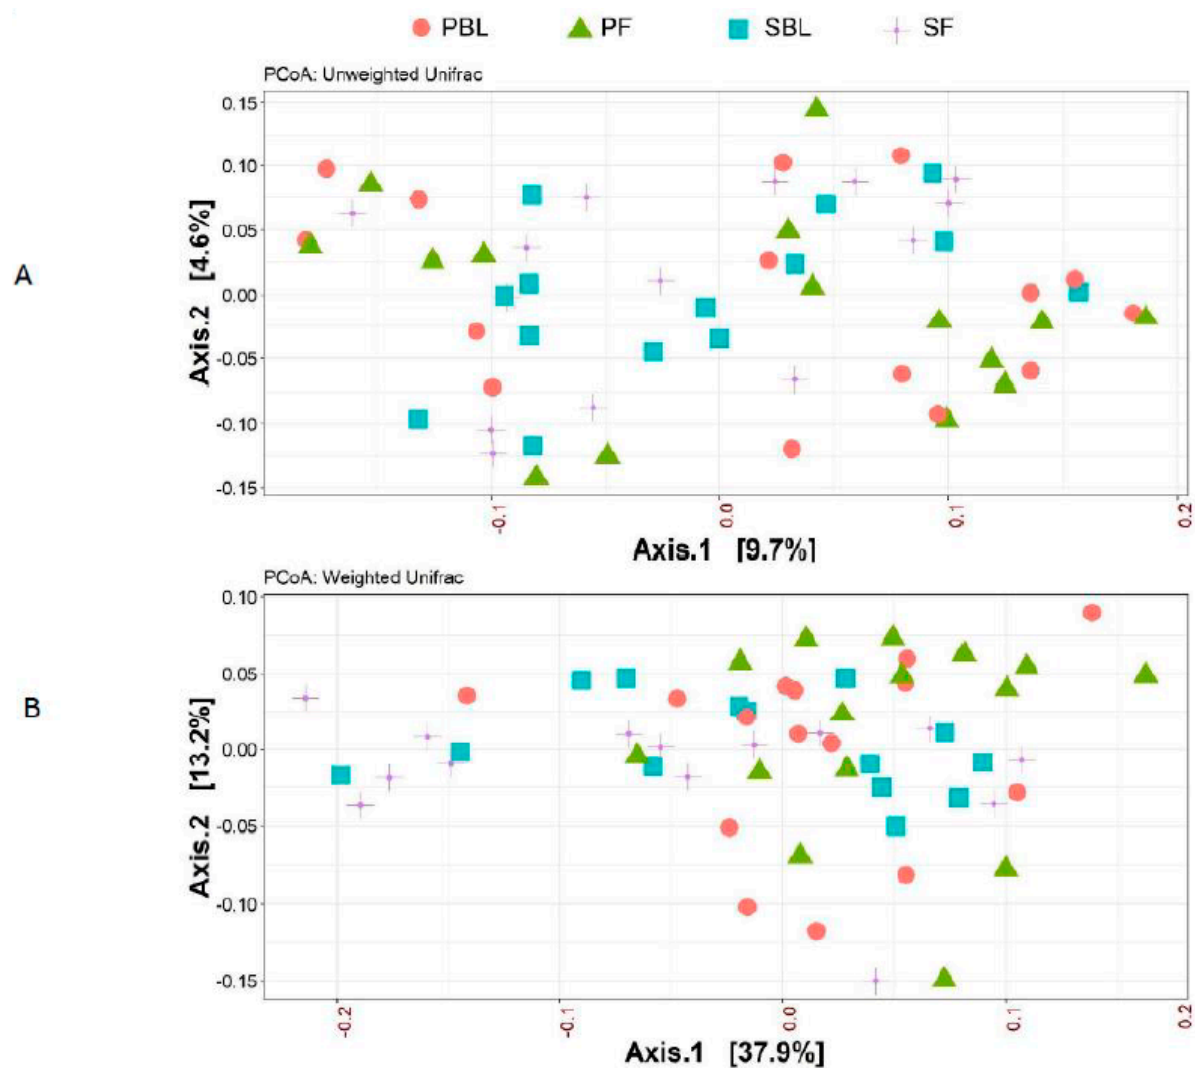 PBL PF SBL SF
A
PCoA: Unweighted Unifrac
0.15
0.10
0.05
0.00
-0.05
-0.10
-0.15
Axis.2 [4.6%]
-0.1 0.0 0.1 0.2
Axis.1 [9.7%]
B
PCoA: Weighted Unifrac
0.10
0.05
0.00
-0.05
-0.10
-0.15
Axis.2 [13.2%]
-0.2 -0.1 0.0 0.1 0.2
Axis.1 [37.9%]